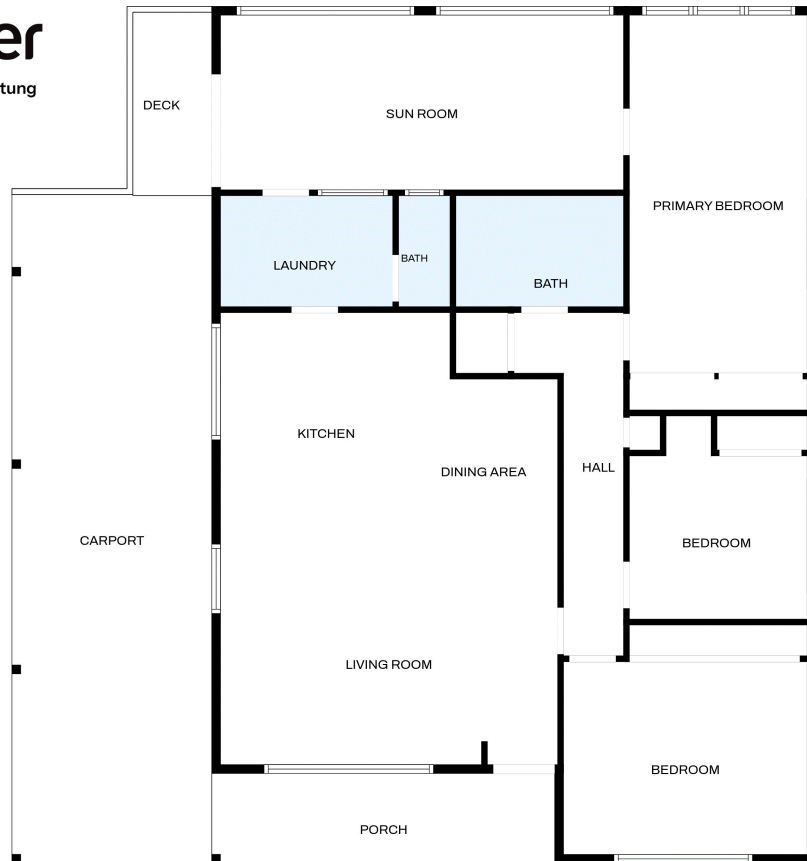 er
tung
DECK
SUN ROOM
PRIMARY BEDROOM
LAUNDRY
BATH
BATH
KITCHEN
DINING AREA
HALL
CARPORT
BEDROOM
LIVING ROOM
BEDROOM
PORCH